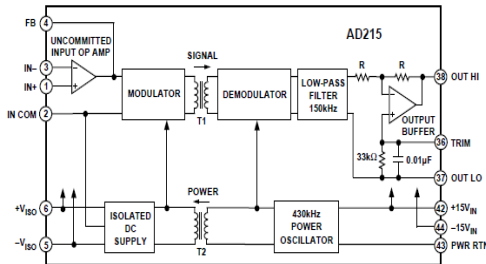 AD215
FB
4
UNCOMMITTED
INPUT OP AMP
IN–
3
IN+
1
IN COM
2
MODULATOR
SIGNAL
T1
DEMODULATOR
LOW-PASS
FILTER
150kHz
R
R
38
OUT HI
OUTPUT
BUFFER
36
TRIM
33kΩ
0.01µF
37
OUT LO
+VISO
6
–VISO
5
ISOLATED
DC
SUPPLY
POWER
T2
430kHz
POWER
OSCILLATOR
42
+15VIN
44
–15VIN
43
PWR RTN